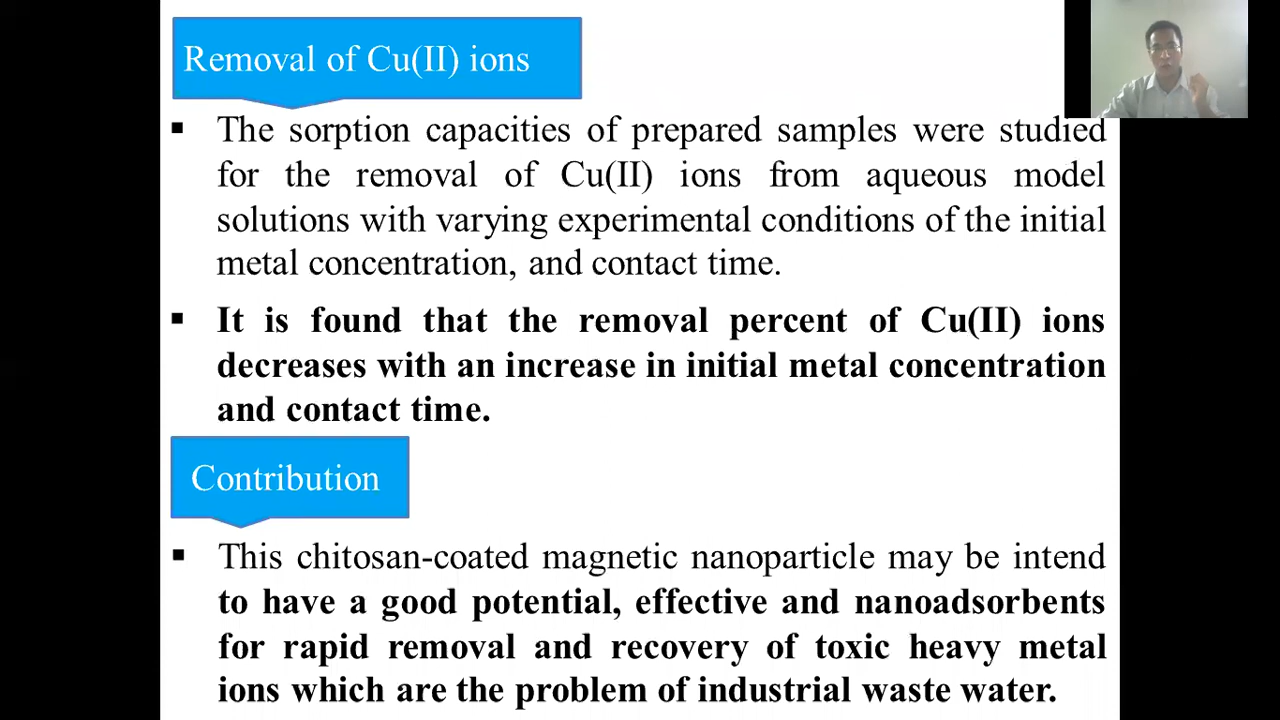 Removal of Cu(II) ions
▪ The sorption capacities of prepared samples were studied
for the removal of Cu(II) ions from aqueous model
solutions with varying experimental conditions of the initial
metal concentration, and contact time.
▪ It is found that the removal percent of Cu(II) ions
decreases with an increase in initial metal concentration
and contact time.
Contribution
▪ This chitosan-coated magnetic nanoparticle may be intend
to have a good potential, effective and nanoadsorbents
for rapid removal and recovery of toxic heavy metal
ions which are the problem of industrial waste water.